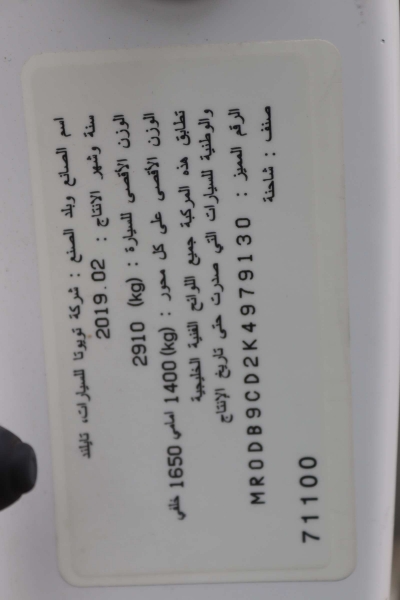 اسم الصانع وبلد الصنع : شركة تويوتا للسيارات، تايلند
سنة وشهر الانتاج : 2019.02
الوزن الأقصى للسيارة : (kg) 2910
الوزن الأقصى على كل محور : (kg) 1400 امامي 1650 خلفي
تطابق هذه المركبة جميع اللوائح الفنية الخليجية
والوطنية للسيارات التي صدرت حتى تاريخ الإنتاج
الرقم المميز : MR0DB9CD2K4979130
صنف : شاحنة
71100